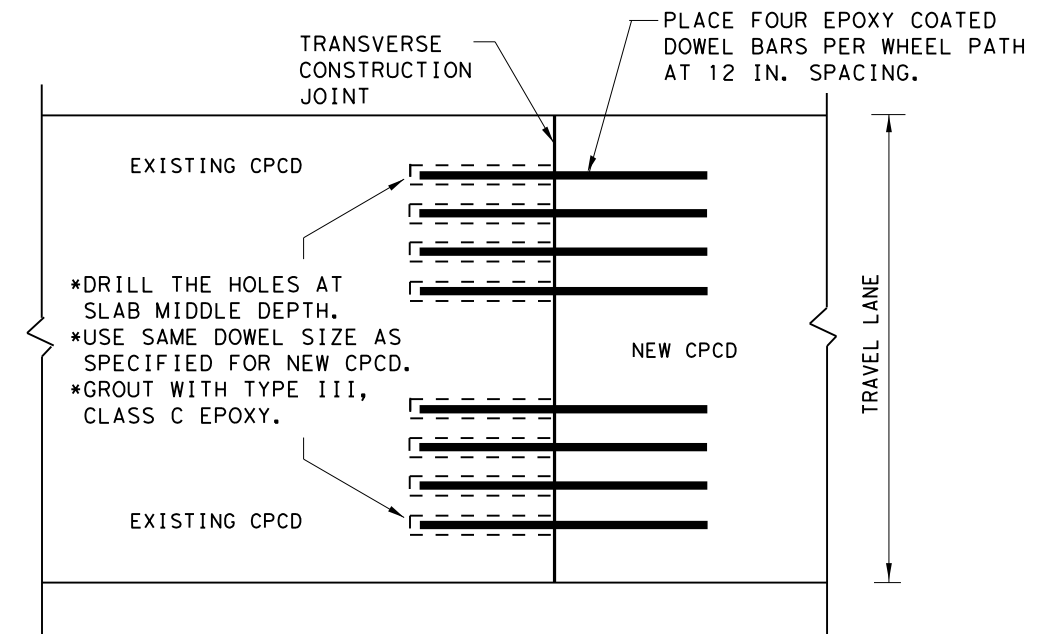 PLACE FOUR EPOXY COATED
DOWEL BARS PER WHEEL PATH
AT 12 IN. SPACING.
TRANSVERSE
CONSTRUCTION
JOINT
EXISTING CPCD
*DRILL THE HOLES AT
SLAB MIDDLE DEPTH.
*USE SAME DOWEL SIZE AS
SPECIFIED FOR NEW CPCD.
*GROUT WITH TYPE III,
CLASS C EPOXY.
NEW CPCD
TRAVEL LANE
EXISTING CPCD